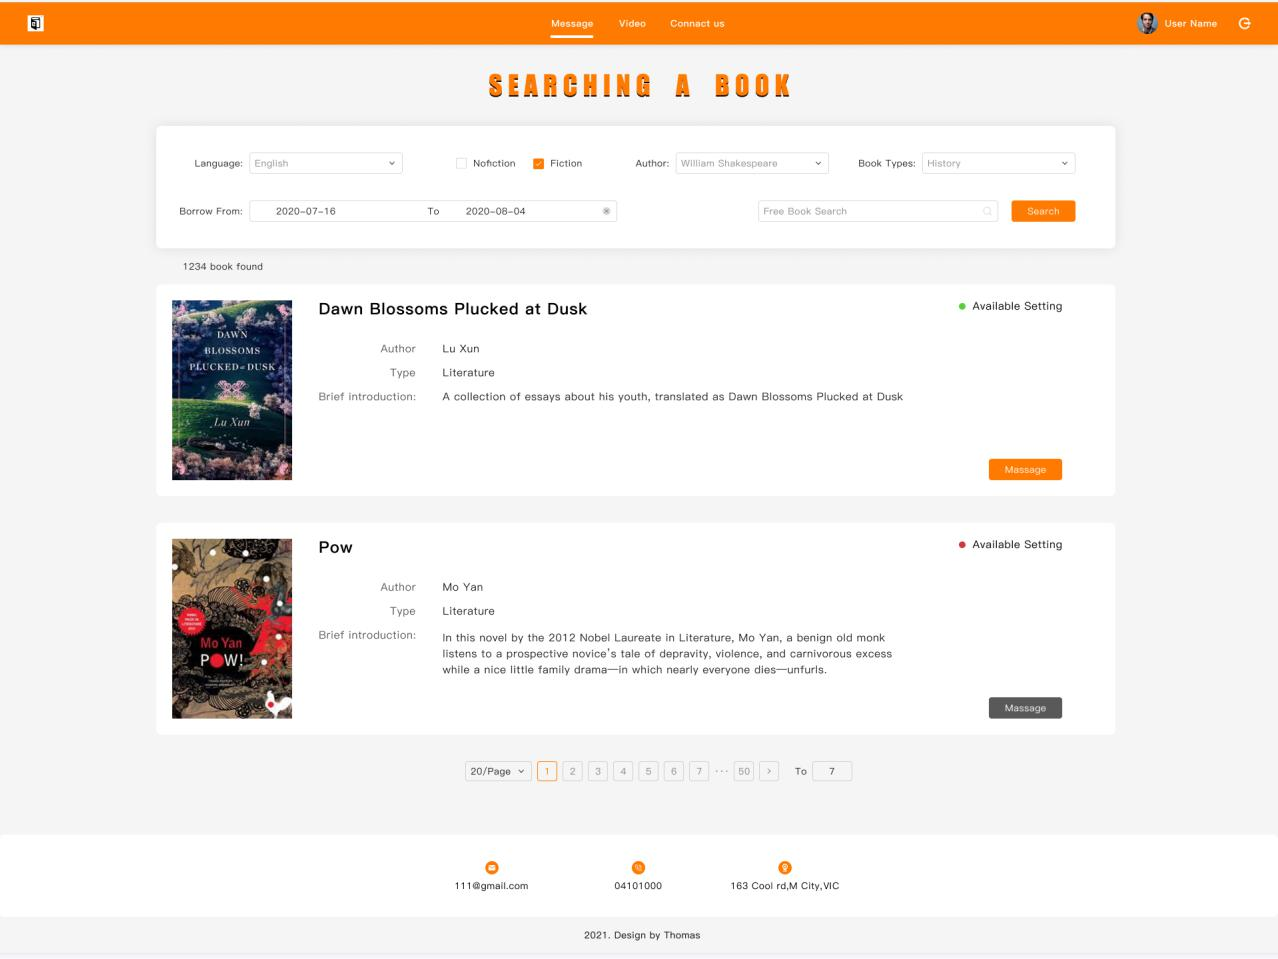 Message Video Connact us User Name
SEARCHING A BOOK
Language: English Nofiction Fiction Author: William Shakespeare Book Types: History
Borrow From: 2020-07-16 To 2020-08-04 Free Book Search Search
1234 book found
DAWN
BLOSSOMS
PLUCKED at DUSK
Lu Xun
Dawn Blossoms Plucked at Dusk
Available Setting
Author Lu Xun
Type Literature
Brief introduction: A collection of essays about his youth, translated as Dawn Blossoms Plucked at Dusk
Massage
Mo Yan
POW!
Pow
Available Setting
Author Mo Yan
Type Literature
Brief introduction: In this novel by the 2012 Nobel Laureate in Literature, Mo Yan, a benign old monk
listens to a prospective novice's tale of depravity, violence, and carnivorous excess
while a nice little family drama—in which nearly everyone dies—unfurls.
Massage
20/Page 1 2 3 4 5 6 7 ··· 50 > To 7
111@gmail.com 04101000 163 Cool rd,M City,VIC
2021. Design by Thomas